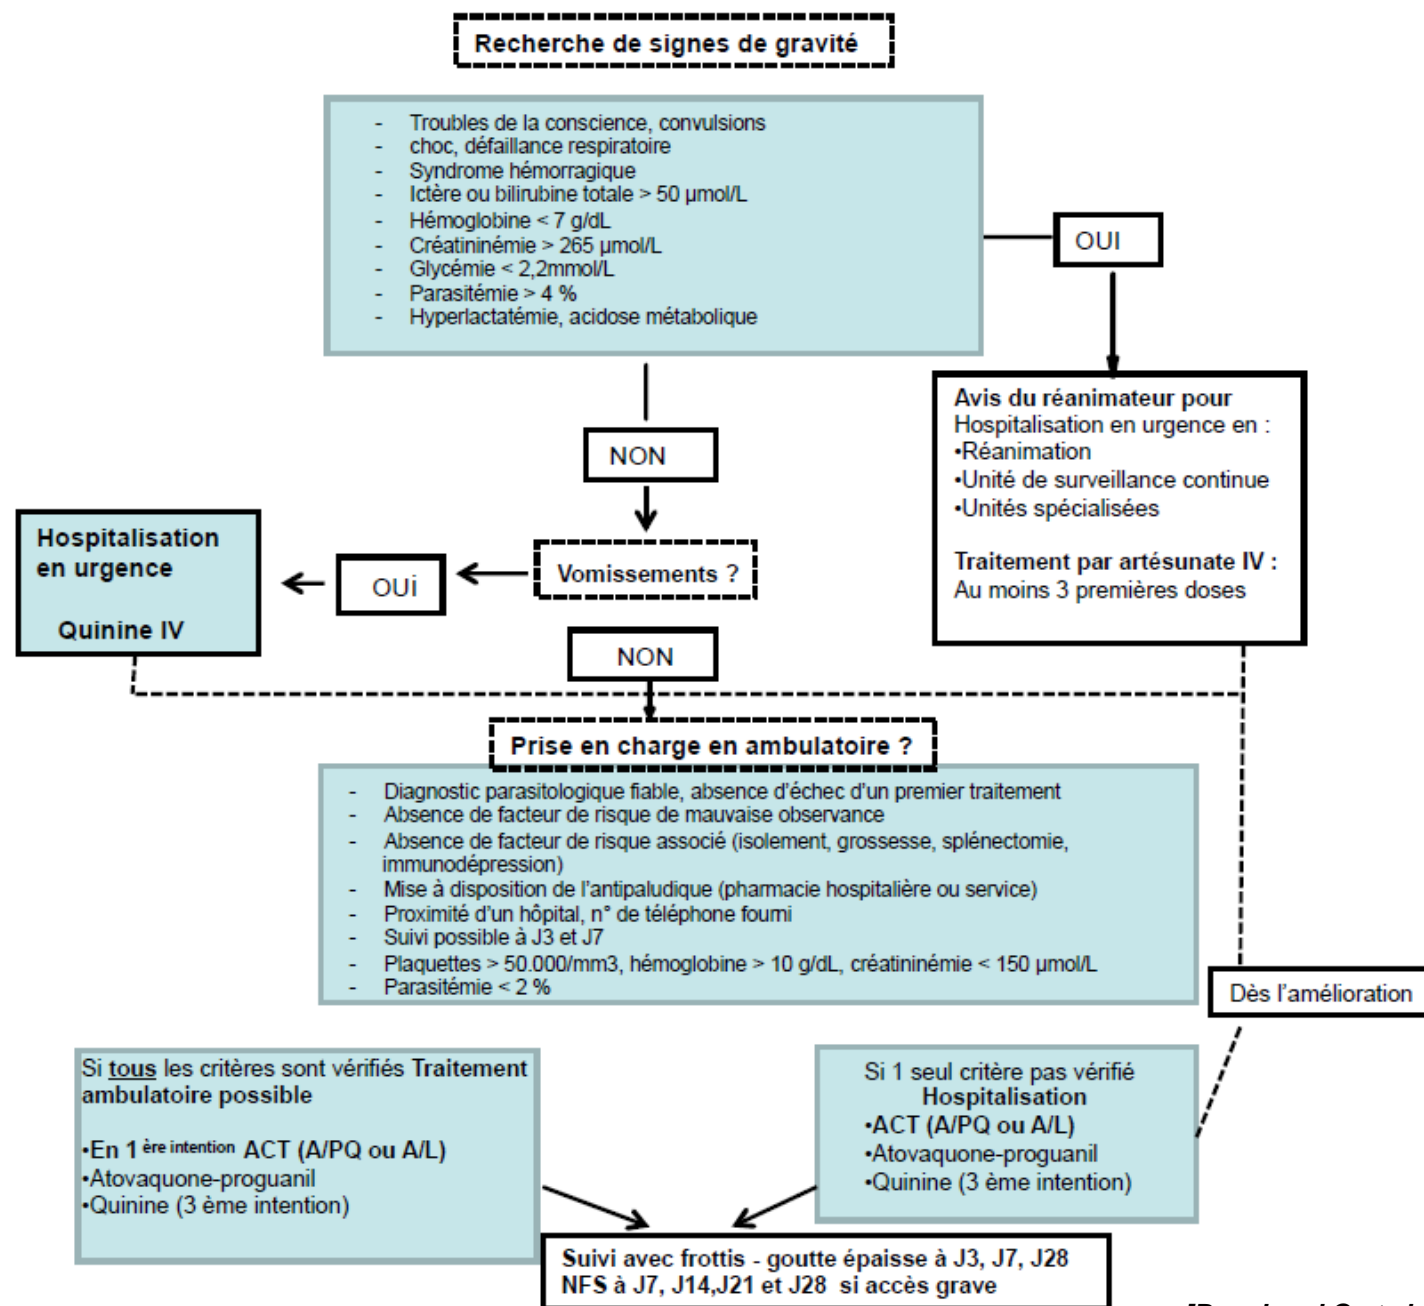 Recherche de signes de gravité
- Troubles de la conscience, convulsions
- choc, défaillance respiratoire
- Syndrome hémorragique
- Ictère ou bilirubine totale > 50 µmol/L
- Hémoglobine < 7 g/dL
- Créatininémie > 265 µmol/L
- Glycémie < 2,2mmol/L
- Parasitémie > 4 %
- Hyperlactatémie, acidose métabolique
OUI
Avis du réanimateur pour
Hospitalisation en urgence en :
•Réanimation
•Unité de surveillance continue
•Unités spécialisées
Traitement par artésunate IV :
Au moins 3 premières doses
NON
Vomissements ?
OUi
Hospitalisation
en urgence
Quinine IV
NON
Prise en charge en ambulatoire ?
- Diagnostic parasitologique fiable, absence d'échec d'un premier traitement
- Absence de facteur de risque de mauvaise observance
- Absence de facteur de risque associé (isolement, grossesse, splénectomie,
immunodépression)
- Mise à disposition de l'antipaludique (pharmacie hospitalière ou service)
- Proximité d'un hôpital, n° de téléphone fourni
- Suivi possible à J3 et J7
- Plaquettes > 50.000/mm3, hémoglobine > 10 g/dL, créatininémie < 150 µmol/L
- Parasitémie < 2 %
Dès l'amélioration
Si tous les critères sont vérifiés Traitement
ambulatoire possible
•En 1 ère intention ACT (A/PQ ou A/L)
•Atovaquone-proguanil
•Quinine (3 ème intention)
Si 1 seul critère pas vérifié
Hospitalisation
•ACT (A/PQ ou A/L)
•Atovaquone-proguanil
•Quinine (3 ème intention)
Suivi avec frottis - goutte épaisse à J3, J7, J28
NFS à J7, J14,J21 et J28 si accès grave